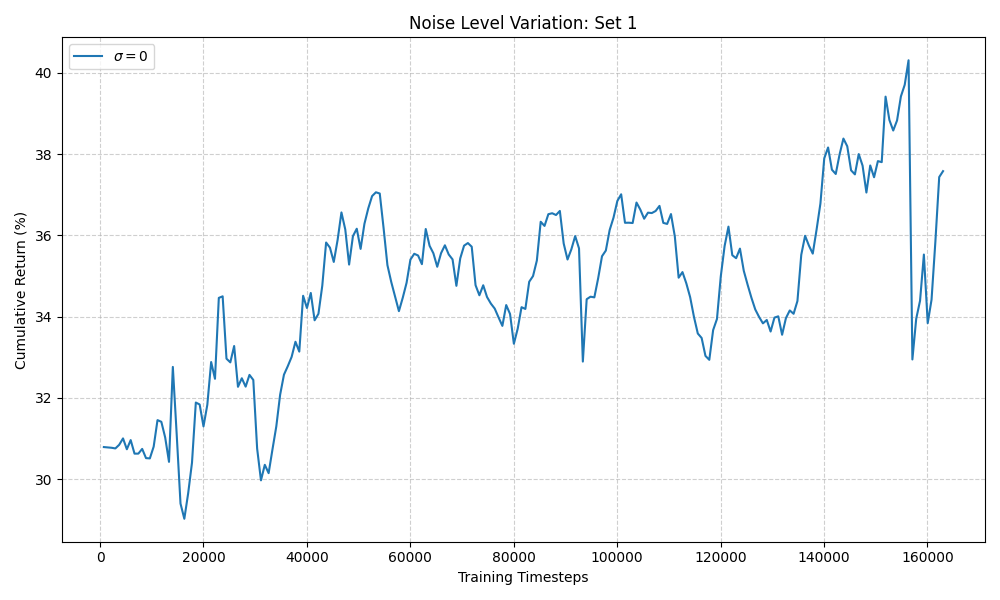 Noise Level Variation: Set 1
σ = 0
Cumulative Return (%)
40
38
36
34
32
30
0 20000 40000 60000 80000 100000 120000 140000 160000
Training Timesteps